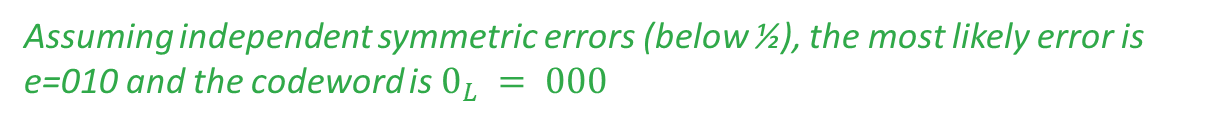 Assuming independent symmetric errors (below ½), the most likely error is
e=010 and the codeword is 0_L = 000